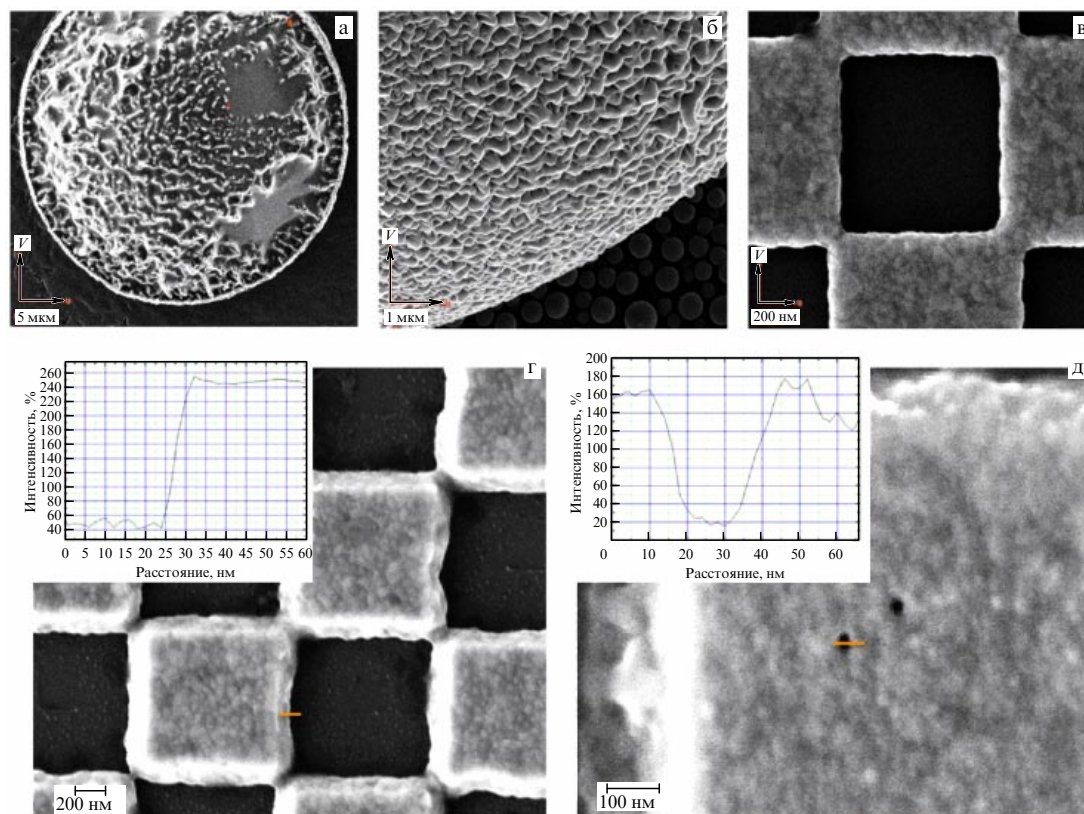 а
V
5 мкм
б
1 мкм
в
V
200 нм
г
Интенсивность, %
260
240
220
200
180
160
140
120
100
80
60
40
0 5 10 15 20 25 30 35 40 45 50 55 60
Расстояние, нм
200 нм
д
Интенсивность, %
200
180
160
140
120
100
80
60
40
20
0 10 20 30 40 50 60
Расстояние, нм
100 нм